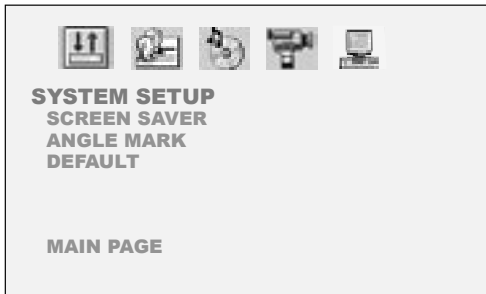 SYSTEM SETUP
SCREEN SAVER
ANGLE MARK
DEFAULT
MAIN PAGE